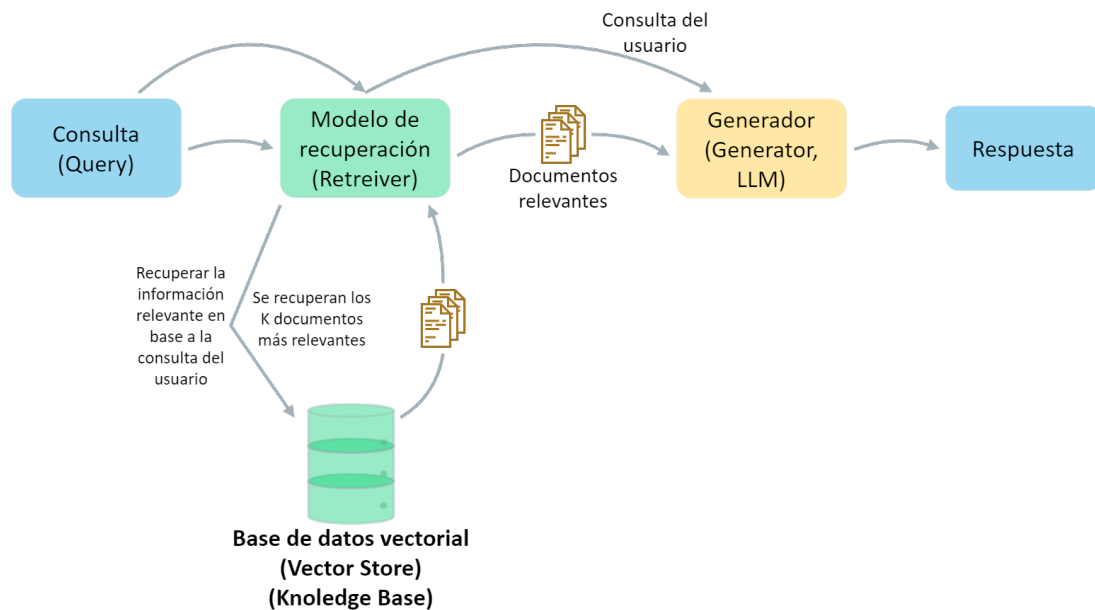 Consulta del
usuario
Consulta
(Query)
Modelo de
recuperación
(Retreiver)
Documentos
relevantes
Generador
(Generator,
LLM)
Respuesta
Recuperar la
información
relevante en
base a la
consulta del
usuario
Se recuperan los
K documentos
más relevantes
Base de datos vectorial
(Vector Store)
(Knoledge Base)